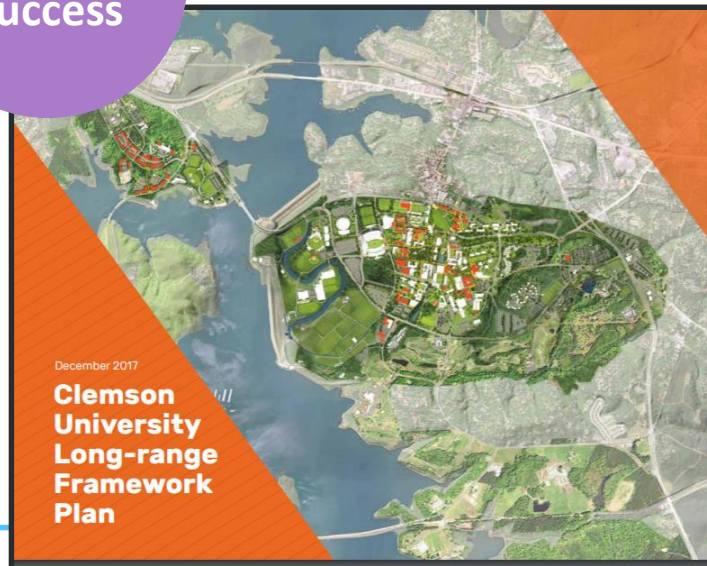 uccess
December 2017
Clemson
University
Long-range
Framework
Plan